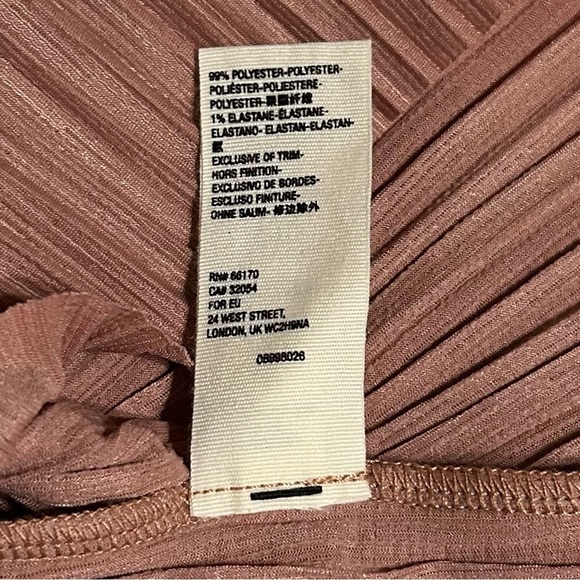 99% POLYESTER-POLYESTER-
POLIÉSTER-POLIESTERE-
POLYESTER-聚酯纤维
1% ELASTANE-ÉLASTANE-
ELASTANO- ELASTAN-ELASTAN-
EXCLUSIVE OF TRIM-
HORS FINITION-
EXCLUSIVO DE BORDES-
ESCLUSO FINITURE-
OHNE SAUM- 修边除外
RN# 66170
CA# 32054
FOR EU
24 WEST STREET,
LONDON, UK WC2H9NA
08998026